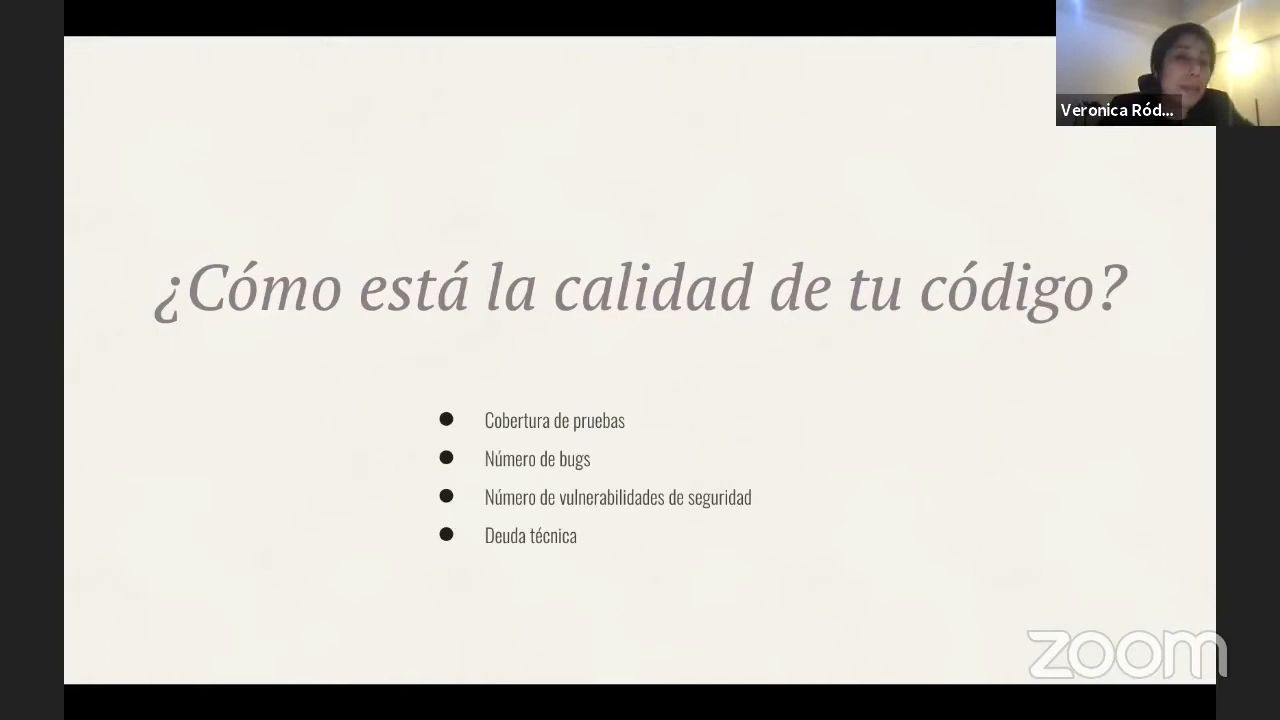 Veronica Ród...
¿Cómo está la calidad de tu código?
Cobertura de pruebas
Número de bugs
Número de vulnerabilidades de seguridad
Deuda técnica
zoom